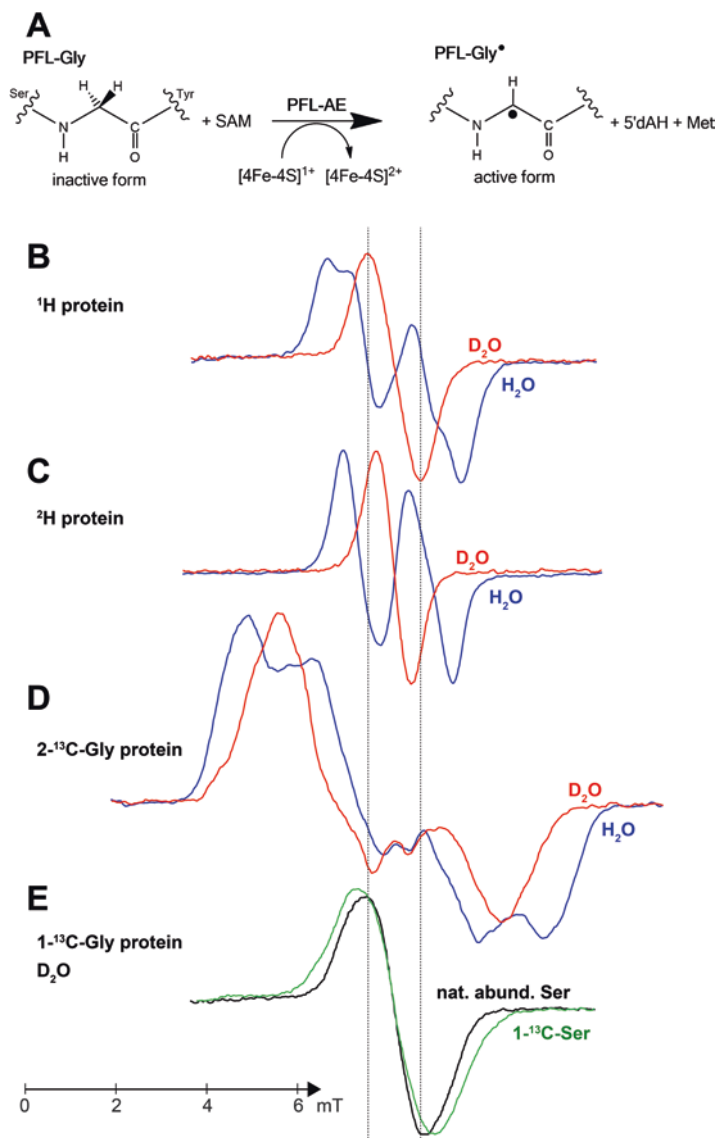 A
PFL-Gly
PFL-Gly•
Ser
H
H
Tyr
N
H
O
+ SAM
PFL-AE
[4Fe-4S]1+ [4Fe-4S]2+
H
N
H
O
+ 5'dAH + Met
inactive form
active form
B
1H protein
D2O
H2O
C
2H protein
D2O
H2O
D
2-13C-Gly protein
D2O
H2O
E
1-13C-Gly protein
D2O
nat. abund. Ser
1-13C-Ser
0 2 4 6 mT